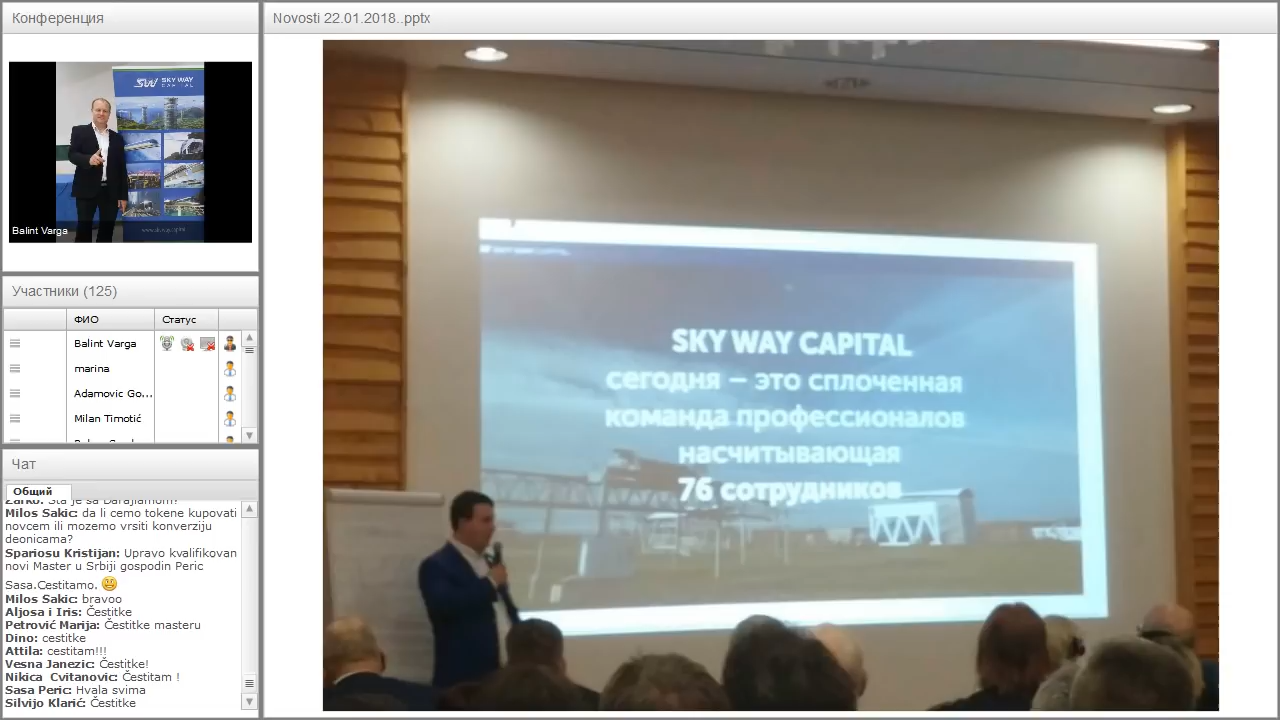 Конференция
SKY WAY
CAPITAL
Balint Varga
Участники (125)
ФИО Статус
Balint Varga
marina
Adamovic Go...
Milan Timotić
Чат
Общий
Milos Sakic: da li cemo tokene kupovati
novcem ili mozemo vrsiti konverziju
deonicama?
Spariosu Kristijan: Upravo kvalifikovan
novi Master u Srbiji gospodin Peric
Sasa.Cestitamo.
Milos Sakic: bravoo
Aljosa i Iris: Čestitke
Petrović Marija: Čestitke masteru
Dino: cestitke
Attila: cestitam!!!
Vesna Janezic: Čestitke!
Nikica Cvitanovic: Čestitam !
Sasa Peric: Hvala svima
Silvijo Klarić: Čestitke
Novosti 22.01.2018..pptx
SKY WAY CAPITAL
сегодня – это сплоченная
команда профессионалов
насчитывающая
76 сотрудников